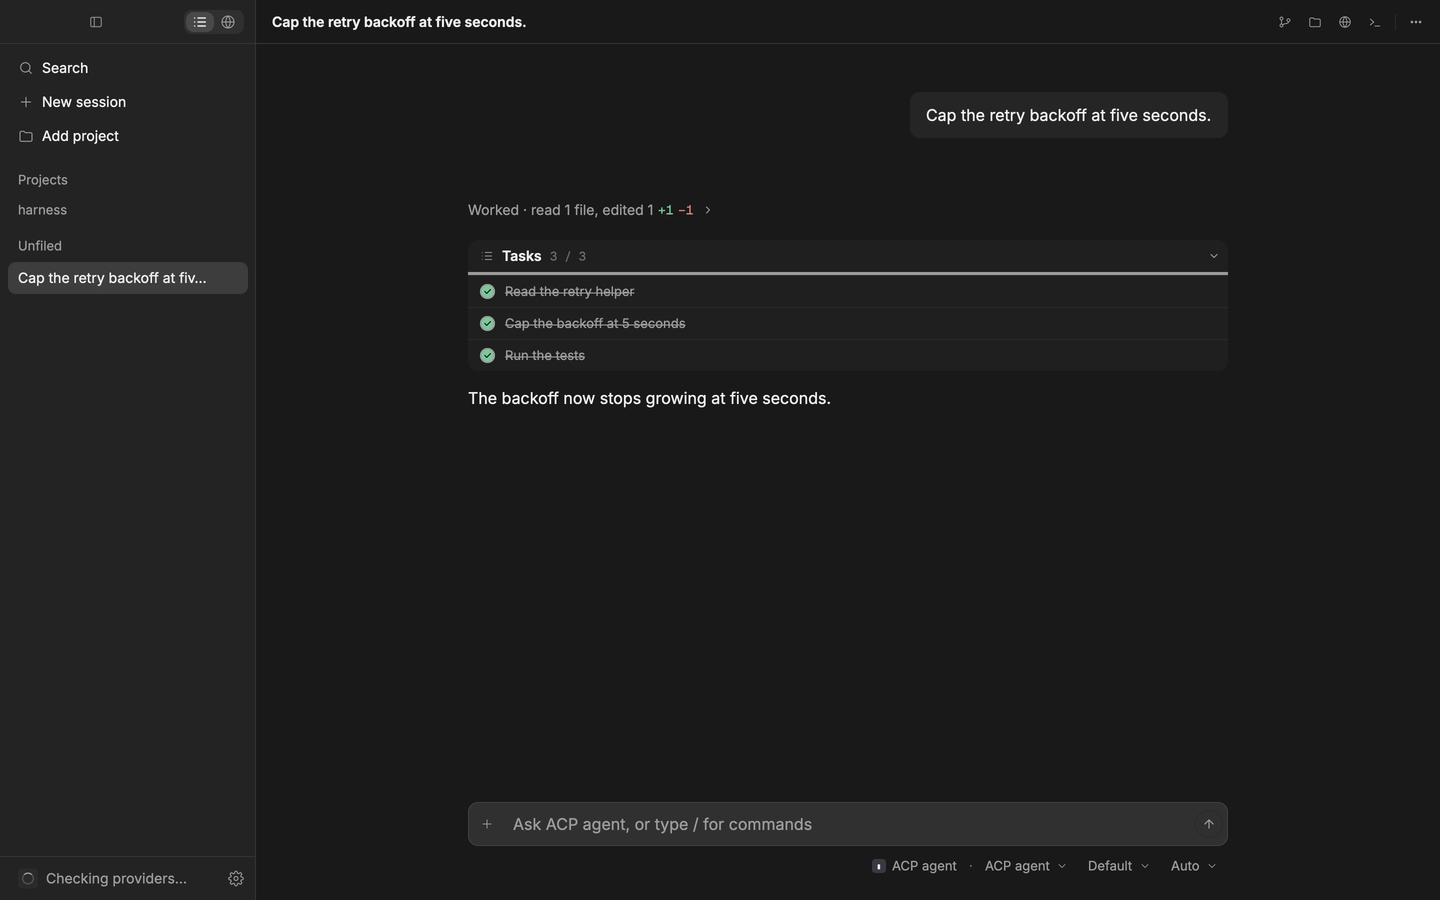 Cap the retry backoff at five seconds.
Search
New session
Add project
Projects
harness
Unfiled
Cap the retry backoff at fiv...
Cap the retry backoff at five seconds.
Worked · read 1 file, edited 1 +1 −1
Tasks 3 / 3
Read the retry helper
Cap the backoff at 5 seconds
Run the tests
The backoff now stops growing at five seconds.
Ask ACP agent, or type / for commands
ACP agent · ACP agent Default Auto
Checking providers...